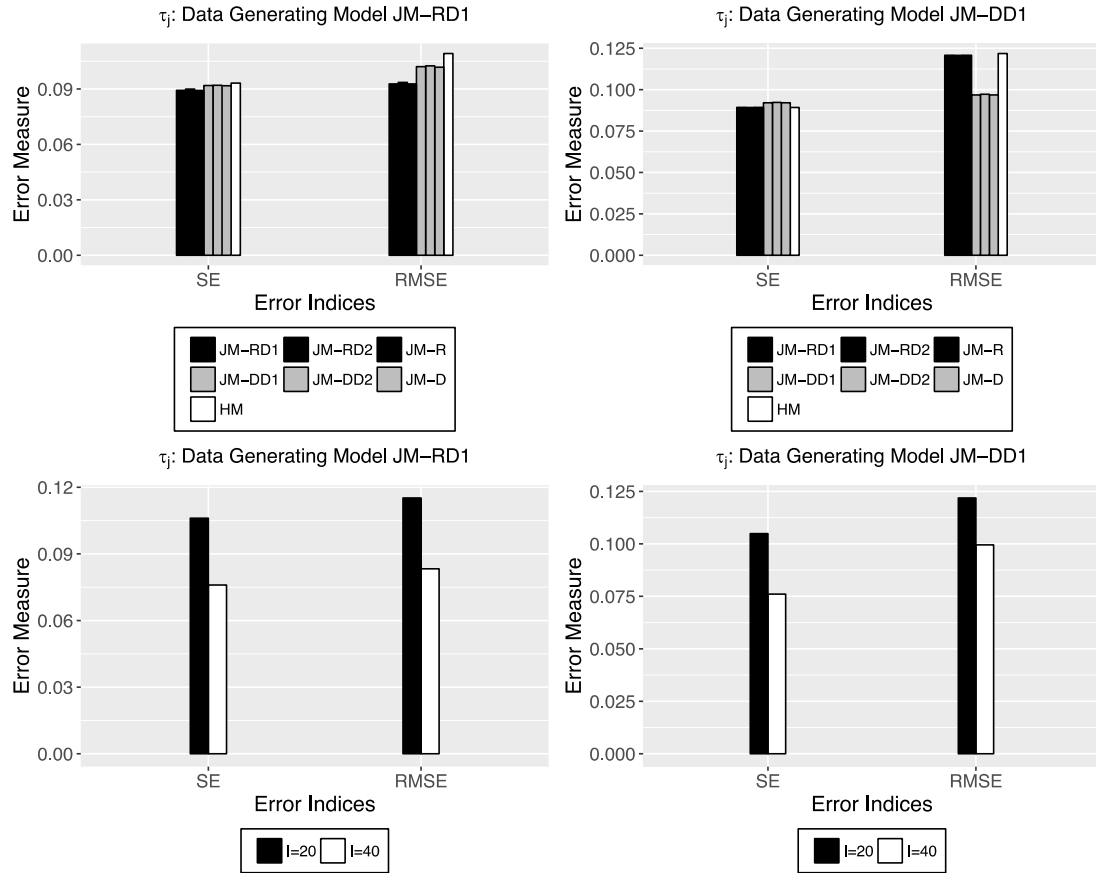 τj: Data Generating Model JM−RD1
Error Measure
0.09
0.06
0.03
0.00
SE
RMSE
Error Indices
JM−RD1 JM−RD2 JM−R
JM−DD1 JM−DD2 JM−D
HM
τj: Data Generating Model JM−DD1
Error Measure
0.125
0.100
0.075
0.050
0.025
0.000
SE
RMSE
Error Indices
JM−RD1 JM−RD2 JM−R
JM−DD1 JM−DD2 JM−D
HM
τj: Data Generating Model JM−RD1
Error Measure
0.12
0.09
0.06
0.03
0.00
SE
RMSE
Error Indices
I=20 I=40
τj: Data Generating Model JM−DD1
Error Measure
0.125
0.100
0.075
0.050
0.025
0.000
SE
RMSE
Error Indices
I=20 I=40